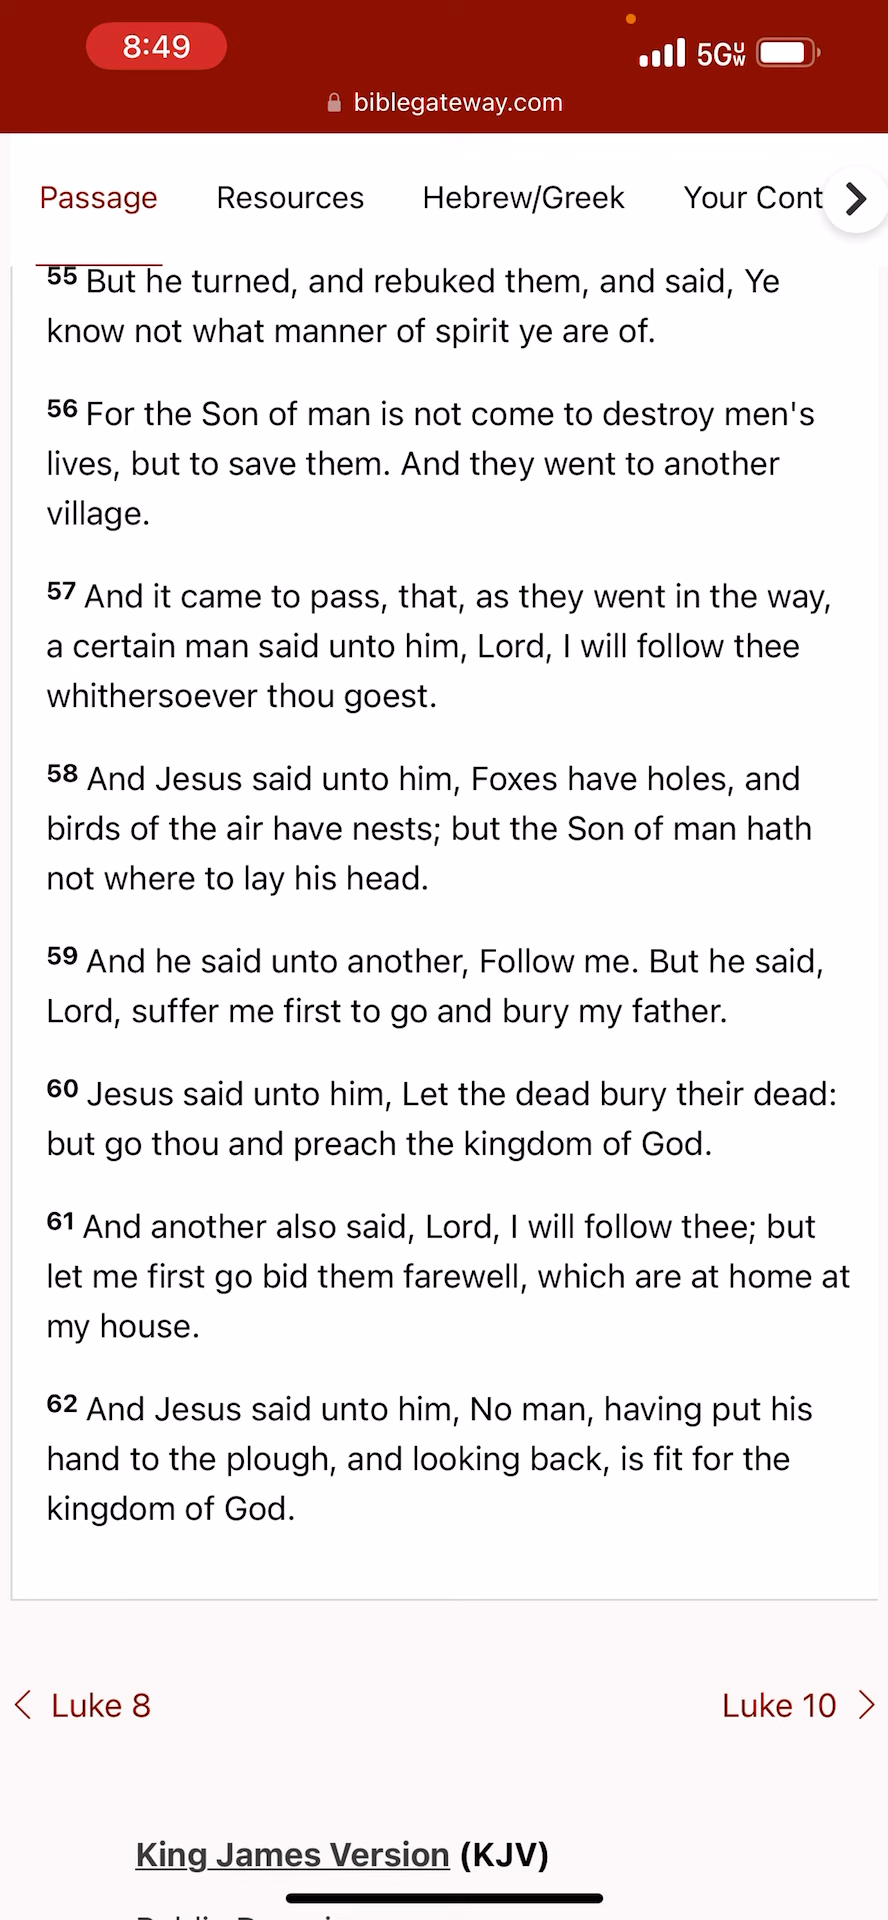 8:49
5G UW
biblegateway.com
Passage Resources Hebrew/Greek Your Cont
55 But he turned, and rebuked them, and said, Ye
know not what manner of spirit ye are of.
56 For the Son of man is not come to destroy men's
lives, but to save them. And they went to another
village.
57 And it came to pass, that, as they went in the way,
a certain man said unto him, Lord, I will follow thee
whithersoever thou goest.
58 And Jesus said unto him, Foxes have holes, and
birds of the air have nests; but the Son of man hath
not where to lay his head.
59 And he said unto another, Follow me. But he said,
Lord, suffer me first to go and bury my father.
60 Jesus said unto him, Let the dead bury their dead:
but go thou and preach the kingdom of God.
61 And another also said, Lord, I will follow thee; but
let me first go bid them farewell, which are at home at
my house.
62 And Jesus said unto him, No man, having put his
hand to the plough, and looking back, is fit for the
kingdom of God.
Luke 8
Luke 10
King James Version (KJV)